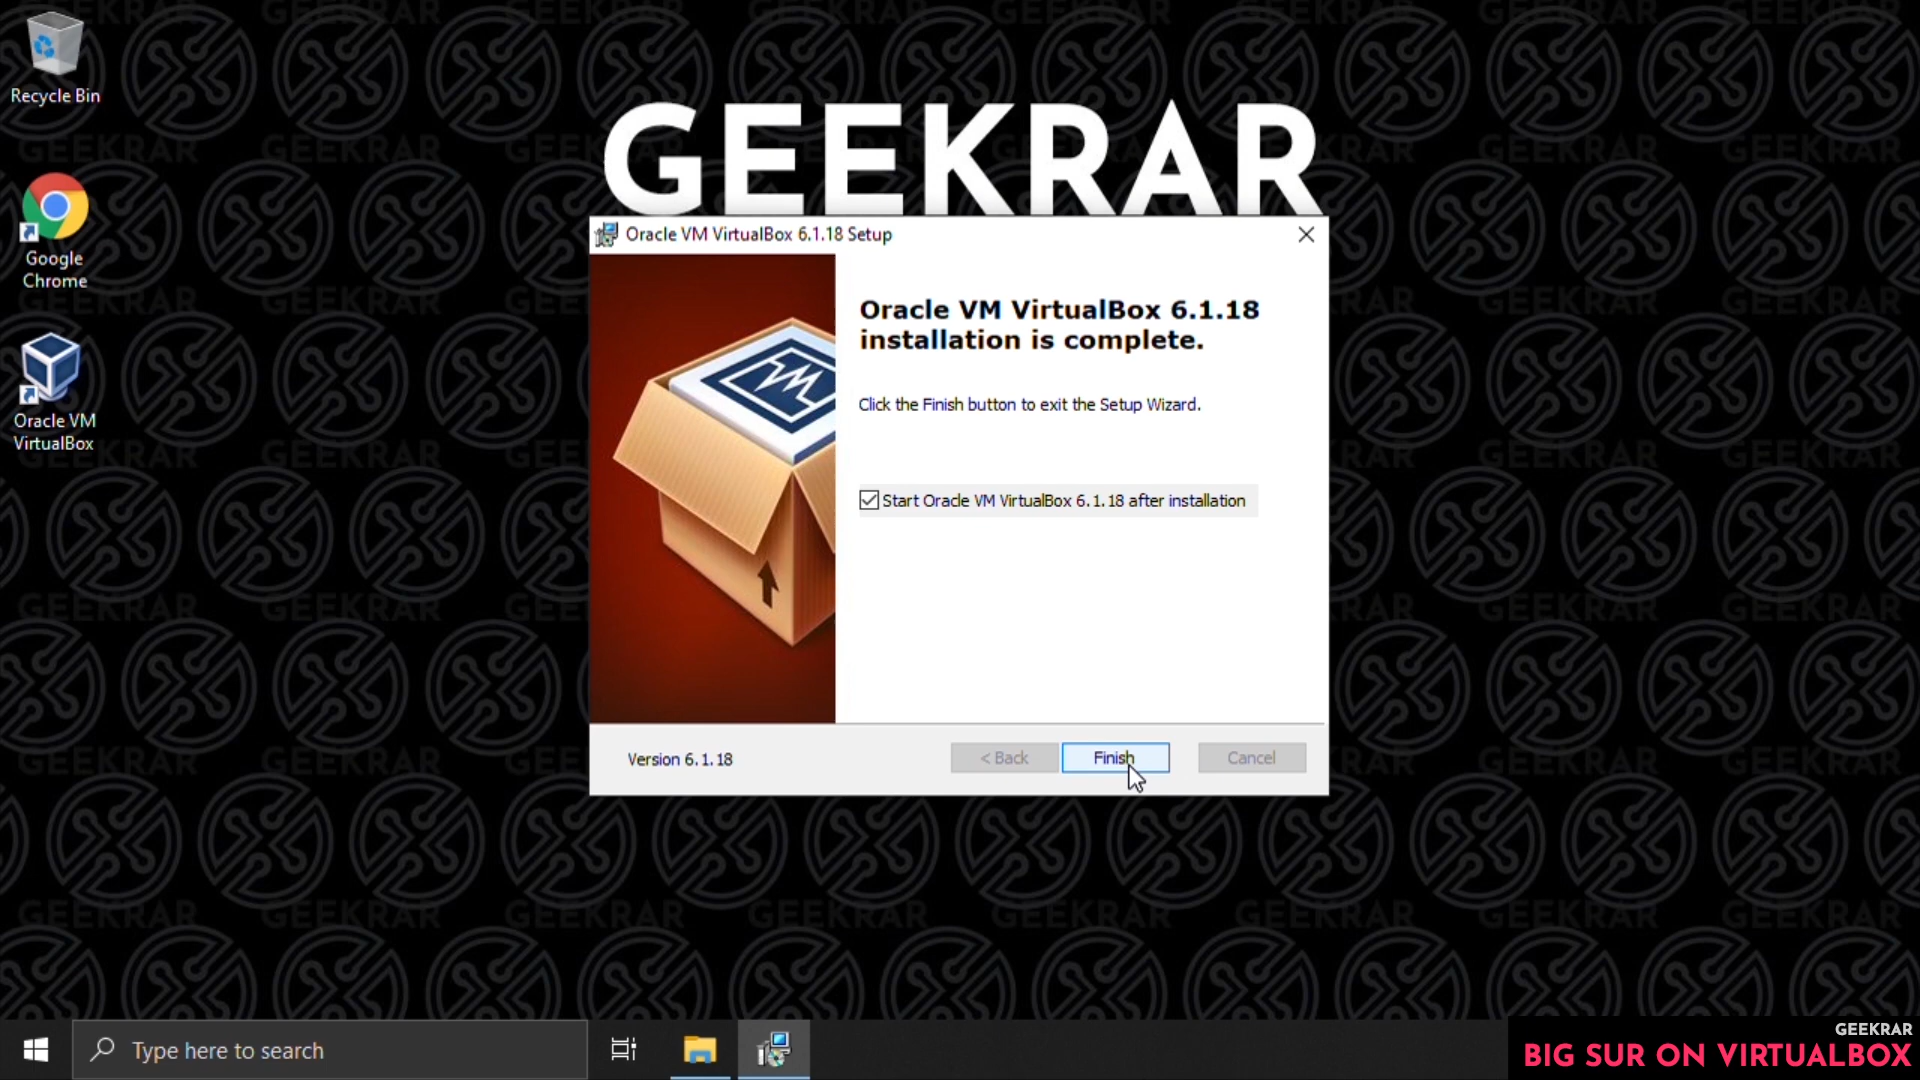 GEEKRAR
Recycle Bin
Google
Chrome
Oracle VM
VirtualBox
Oracle VM VirtualBox 6.1.18 Setup
Oracle VM VirtualBox 6.1.18
installation is complete.
Click the Finish button to exit the Setup Wizard.
Start Oracle VM VirtualBox 6.1.18 after installation
Version 6.1.18
< Back
Finish
Cancel
Type here to search
GEEKRAR
BIG SUR ON VIRTUALBOX